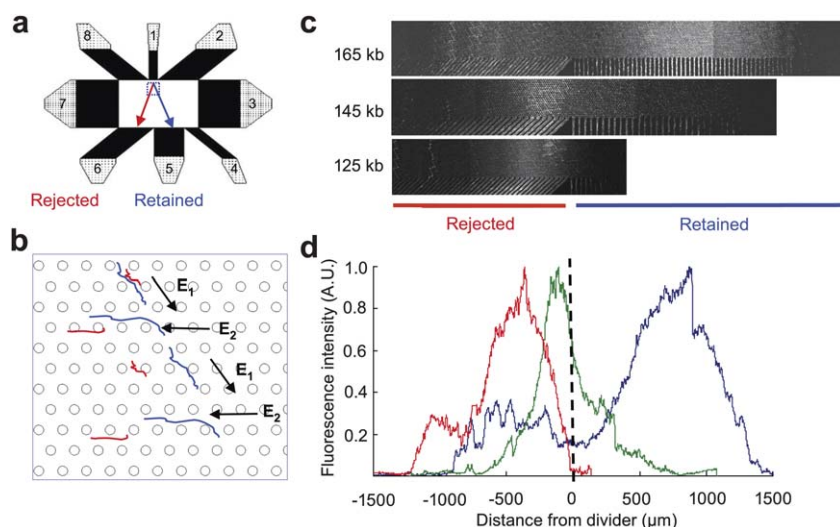 a
8 1 2
7 3
6 5 4
Rejected Retained
b
E1
E2
E1
E2
c
165 kb
145 kb
125 kb
Rejected Retained
d
Fluorescence intensity (A.U.)
1.0
0.8
0.6
0.4
0.2
-1500 -1000 -500 0 500 1000 1500
Distance from divider (μm)